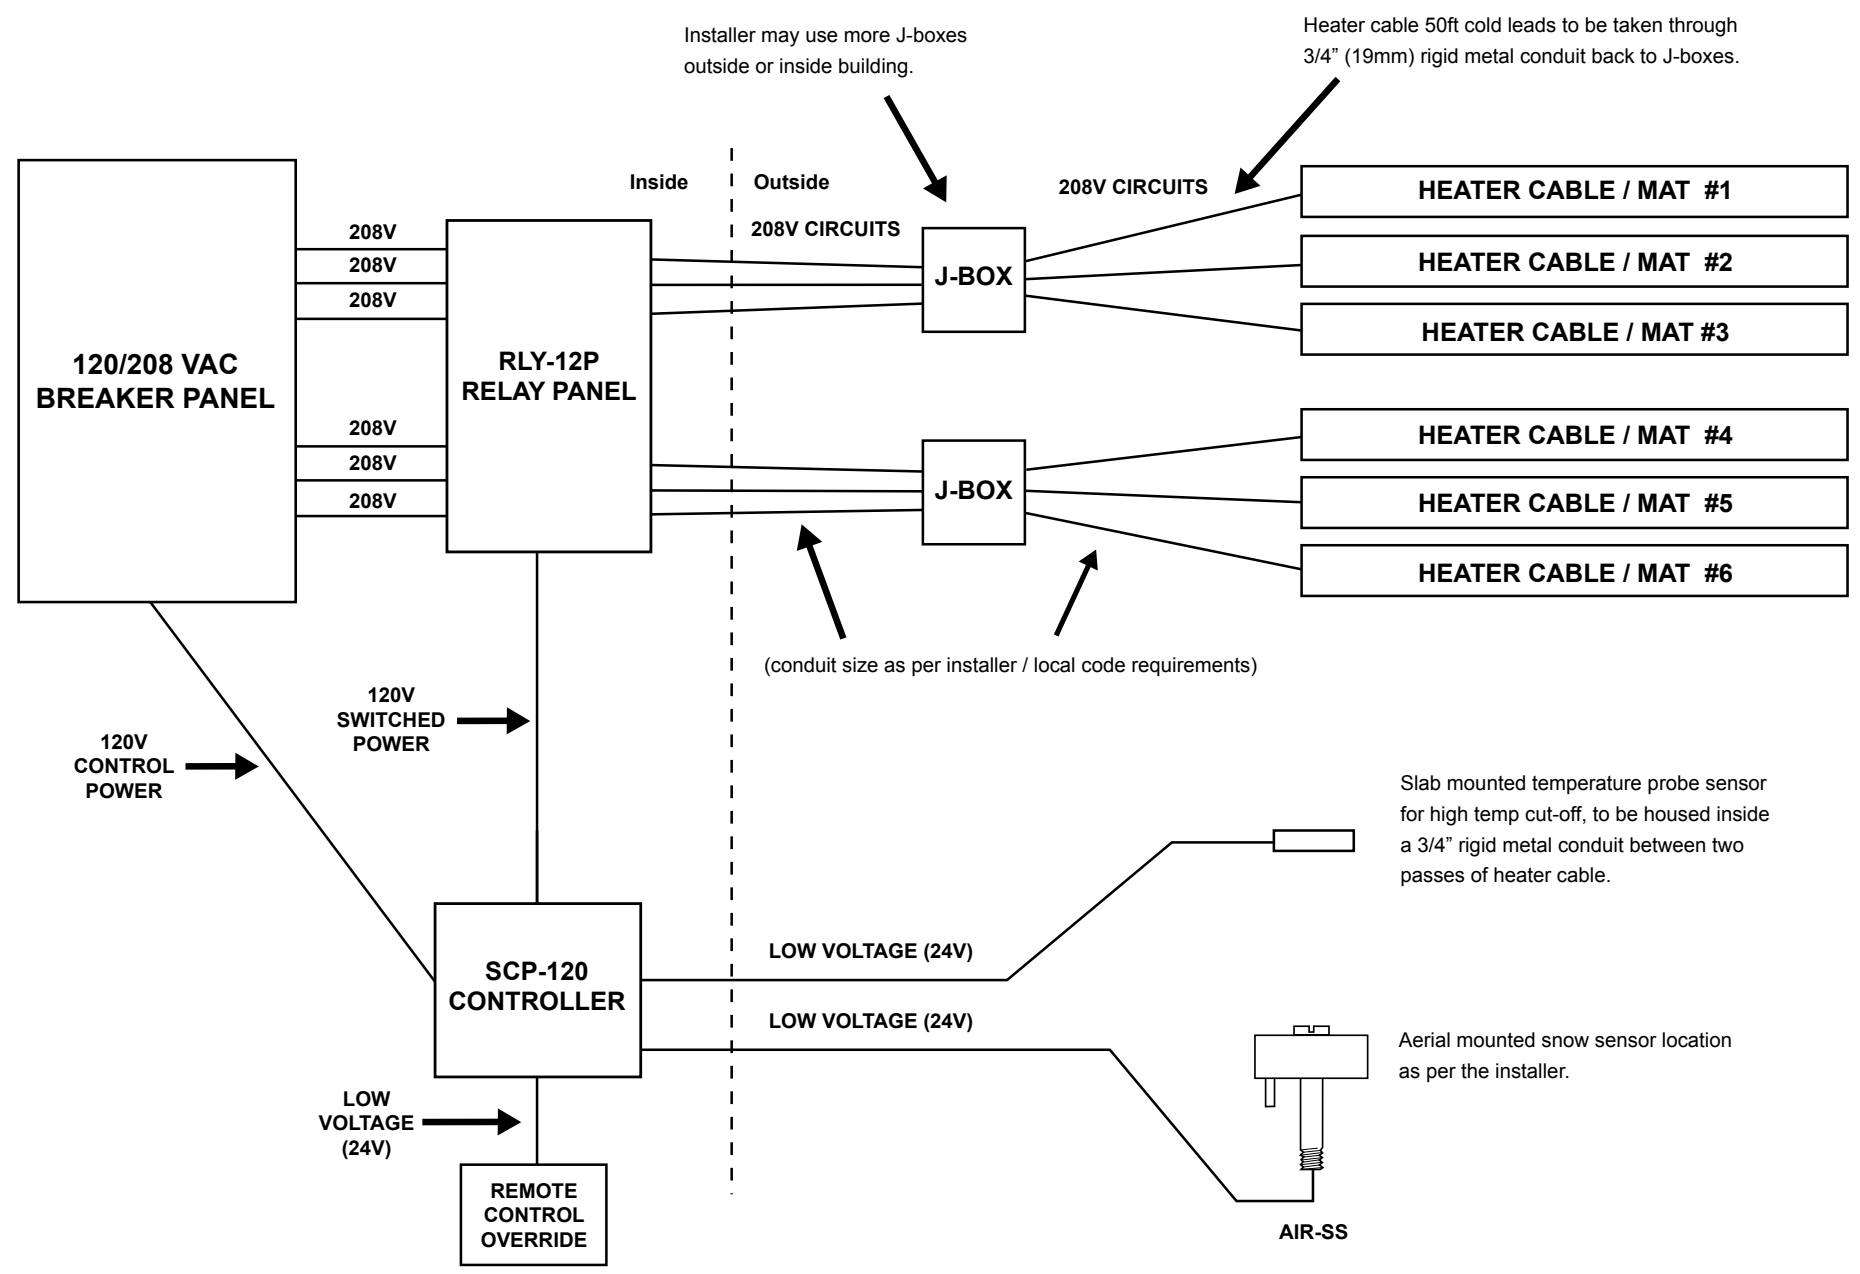 Installer may use more J-boxes
outside or inside building.
Heater cable 50ft cold leads to be taken through
3/4” (19mm) rigid metal conduit back to J-boxes.
Inside
Outside
208V CIRCUITS
208V CIRCUITS
HEATER CABLE / MAT #1
HEATER CABLE / MAT #2
HEATER CABLE / MAT #3
208V
208V
208V
J-BOX
120/208 VAC
BREAKER PANEL
RLY-12P
RELAY PANEL
208V
208V
208V
J-BOX
HEATER CABLE / MAT #4
HEATER CABLE / MAT #5
HEATER CABLE / MAT #6
(conduit size as per installer / local code requirements)
120V
SWITCHED
POWER
120V
CONTROL
POWER
Slab mounted temperature probe sensor
for high temp cut-off, to be housed inside
a 3/4” rigid metal conduit between two
passes of heater cable.
LOW VOLTAGE (24V)
SCP-120
CONTROLLER
LOW VOLTAGE (24V)
Aerial mounted snow sensor location
as per the installer.
LOW
VOLTAGE
(24V)
REMOTE
CONTROL
OVERRIDE
AIR-SS